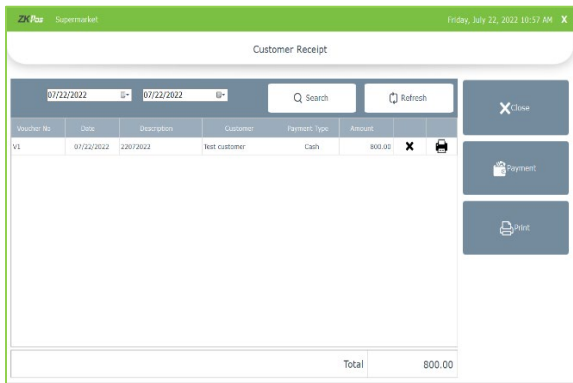 ZKPos Supermarket Friday, July 22, 2022 10:57 AM X
Customer Receipt
07/22/2022 07/22/2022 Search Refresh
Close
Voucher No Date Description Customer Payment Type Amount
V1 07/22/2022 22072022 Test customer Cash 800.00
Payment
Print
Total 800.00